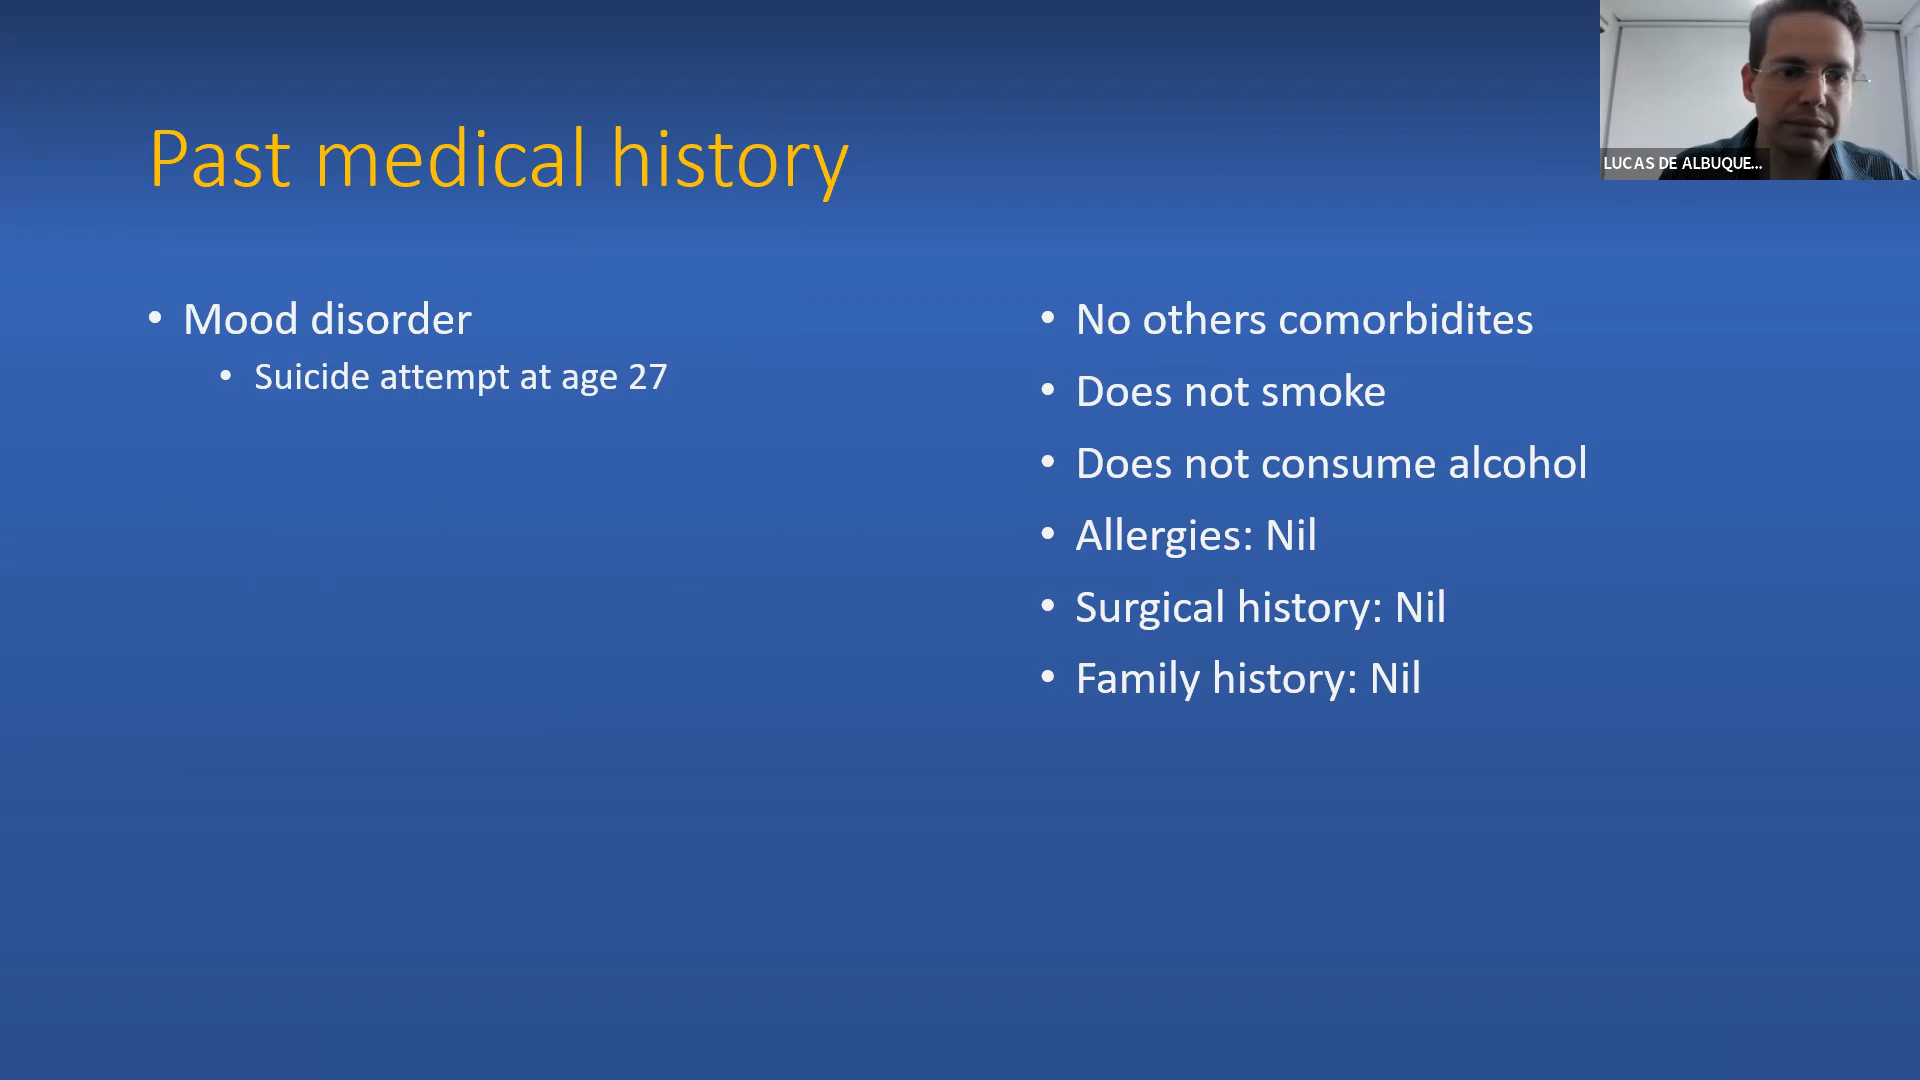 Past medical history
LUCAS DE ALBUQUE...
• Mood disorder
• Suicide attempt at age 27
• No others comorbidites
• Does not smoke
• Does not consume alcohol
• Allergies: Nil
• Surgical history: Nil
• Family history: Nil